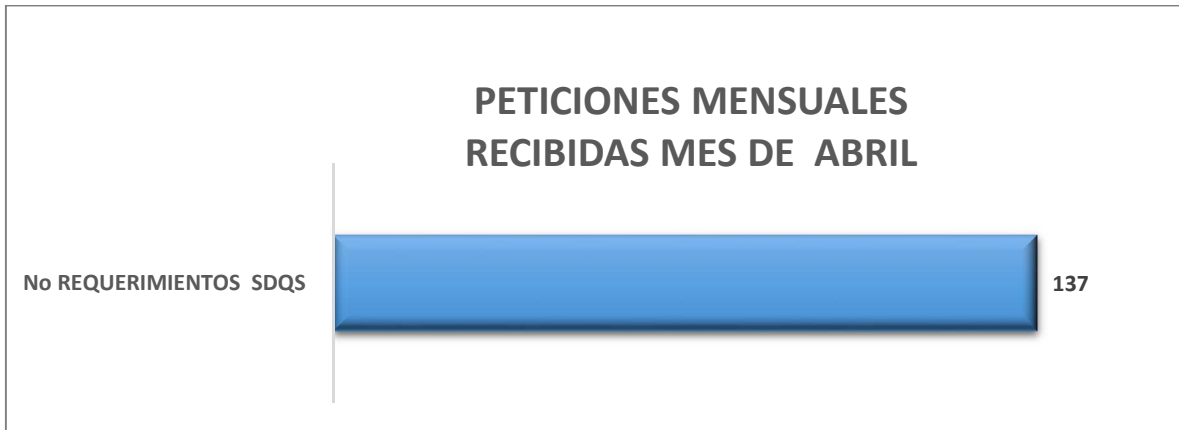 PETICIONES MENSUALES
RECIBIDAS MES DE ABRIL
No REQUERIMIENTOS SDQS
137